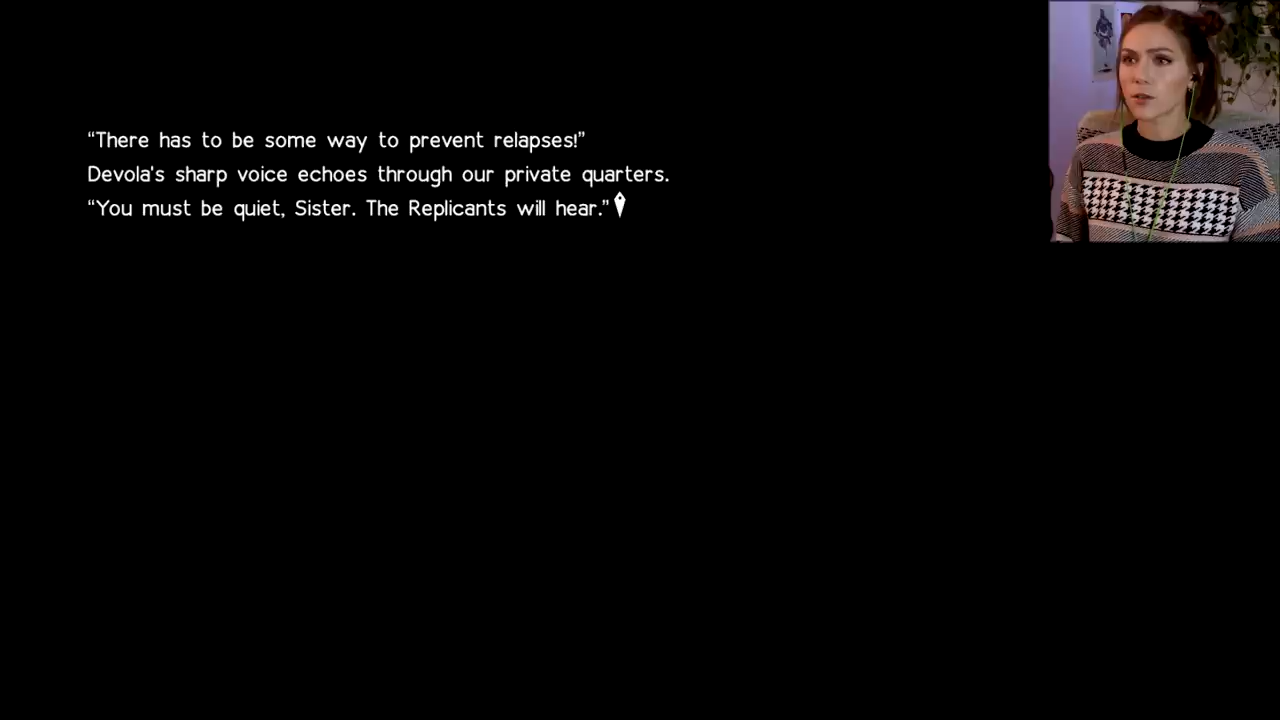 “There has to be some way to prevent relapses!”
Devola's sharp voice echoes through our private quarters.
“You must be quiet, Sister. The Replicants will hear.”